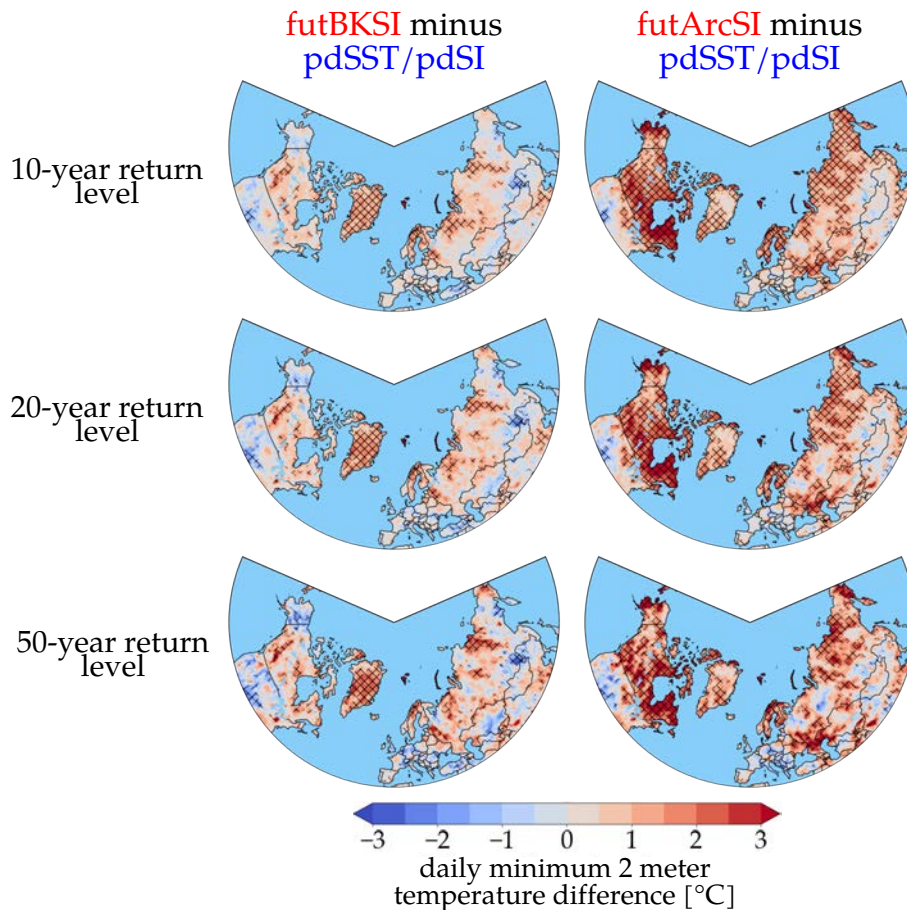 futBKSI minus
pdSST/pdSI
futArcSI minus
pdSST/pdSI
10-year return
level
20-year return
level
50-year return
level
−3 −2 −1 0 1 2 3
daily minimum 2 meter
temperature difference [°C]